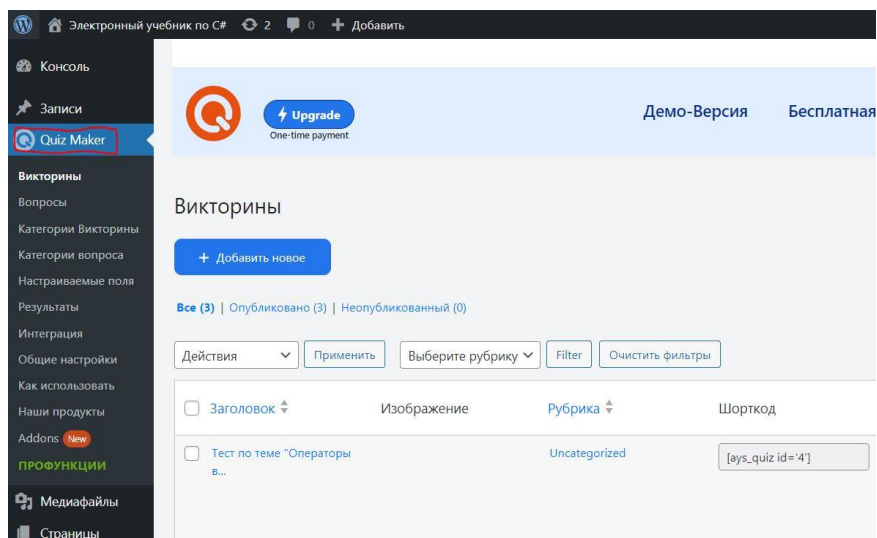 Электронный учебник по C# 2 0 + Добавить
Консоль
Записи
Quiz Maker
Викторины
Вопросы
Категории Викторины
Категории вопроса
Настраиваемые поля
Результаты
Интеграция
Общие настройки
Как использовать
Наши продукты
Addons New
ПРОФУНКЦИИ
Медиафайлы
Страницы
Upgrade
One-time payment
Демо-Версия Бесплатная
Викторины
+ Добавить новое
Все (3) | Опубликовано (3) | Неопубликованный (0)
Действия Применить Выберите рубрику Filter Очистить фильтры
Заголовок Изображение Рубрика Шорткод
Тест по теме "Операторы Uncategorized [ays_quiz id='4']
в...